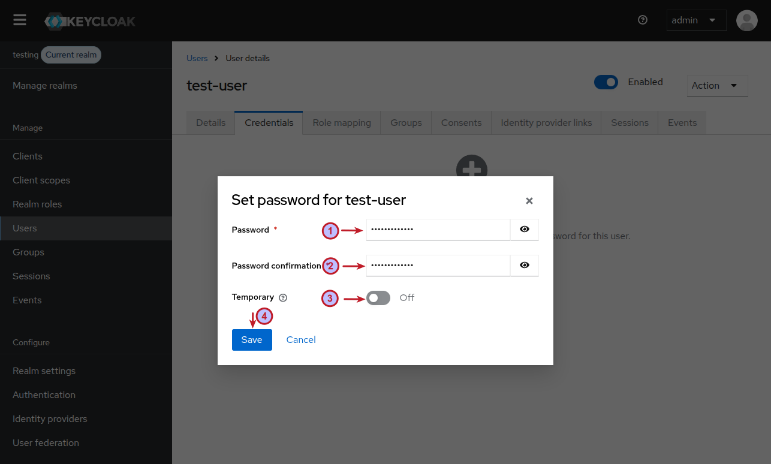 KEYCLOAK
admin
testing Current realm
Manage realms
Manage
Clients
Client scopes
Realm roles
Users
Groups
Sessions
Events
Configure
Realm settings
Authentication
Identity providers
User federation
Users > User details
test-user
Enabled
Action
Details
Credentials
Role mapping
Groups
Consents
Identity provider links
Sessions
Events
word for this user.
Set password for test-user
Password *
1
Password confirmation
2
Temporary
3
Off
4
Save
Cancel